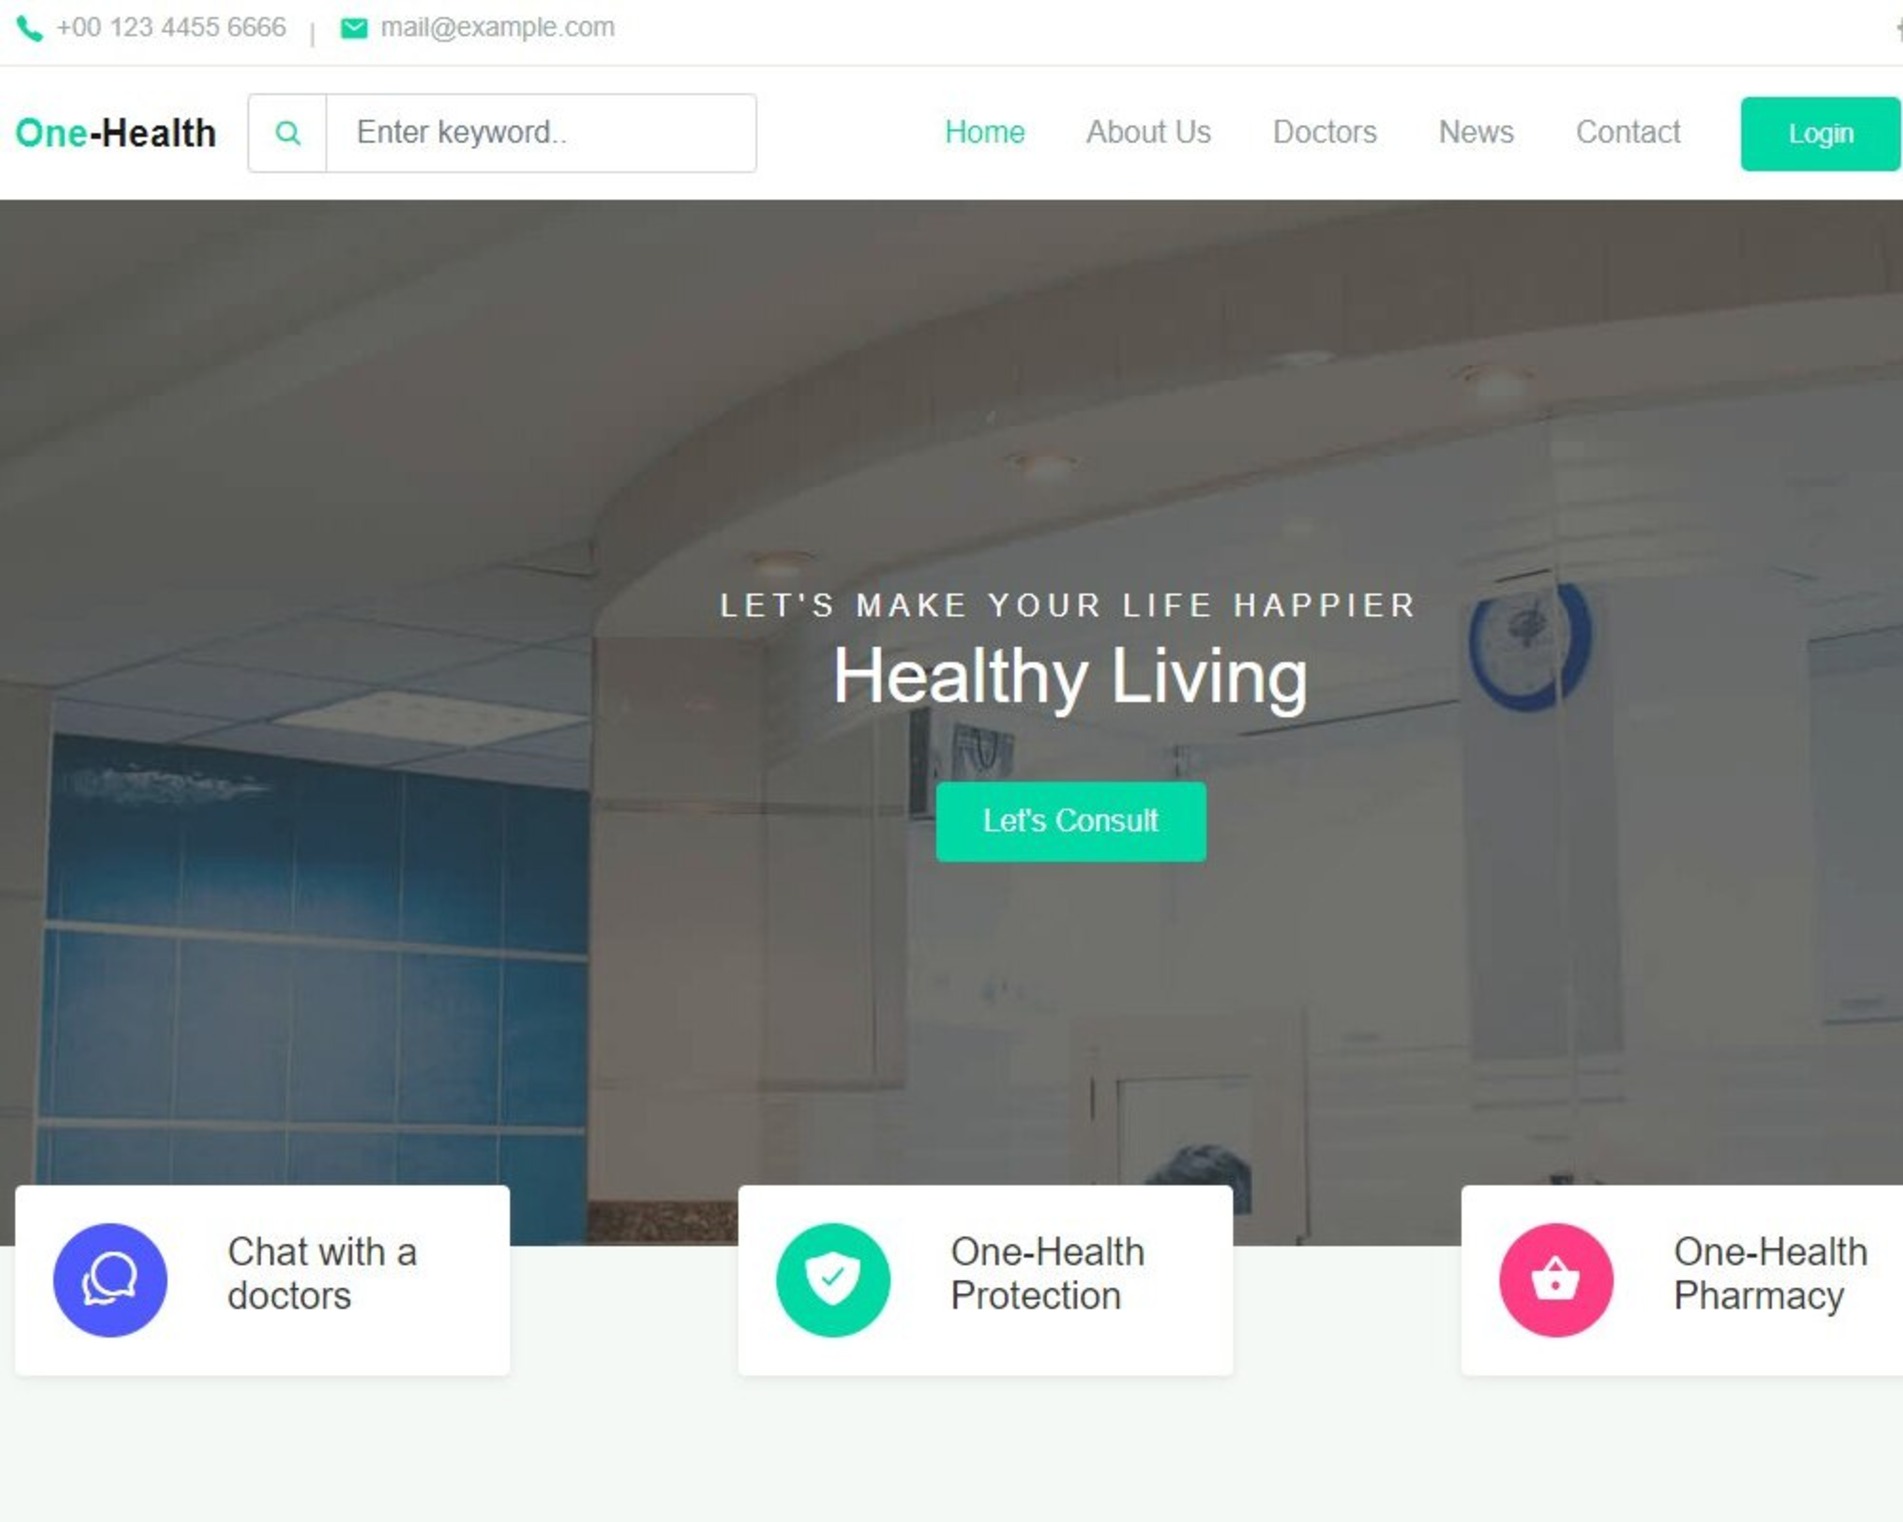 +00 123 4455 6666 | mail@example.com
One-Health Enter keyword.. Home About Us Doctors News Contact Login
LET'S MAKE YOUR LIFE HAPPIER
Healthy Living
Let's Consult
Chat with a
doctors
One-Health
Protection
One-Health
Pharmacy